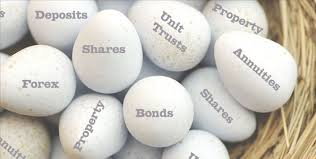 Deposits
Unit
Trusts
Property
Shares
Annuities
Forex
Bonds
Shares
Property